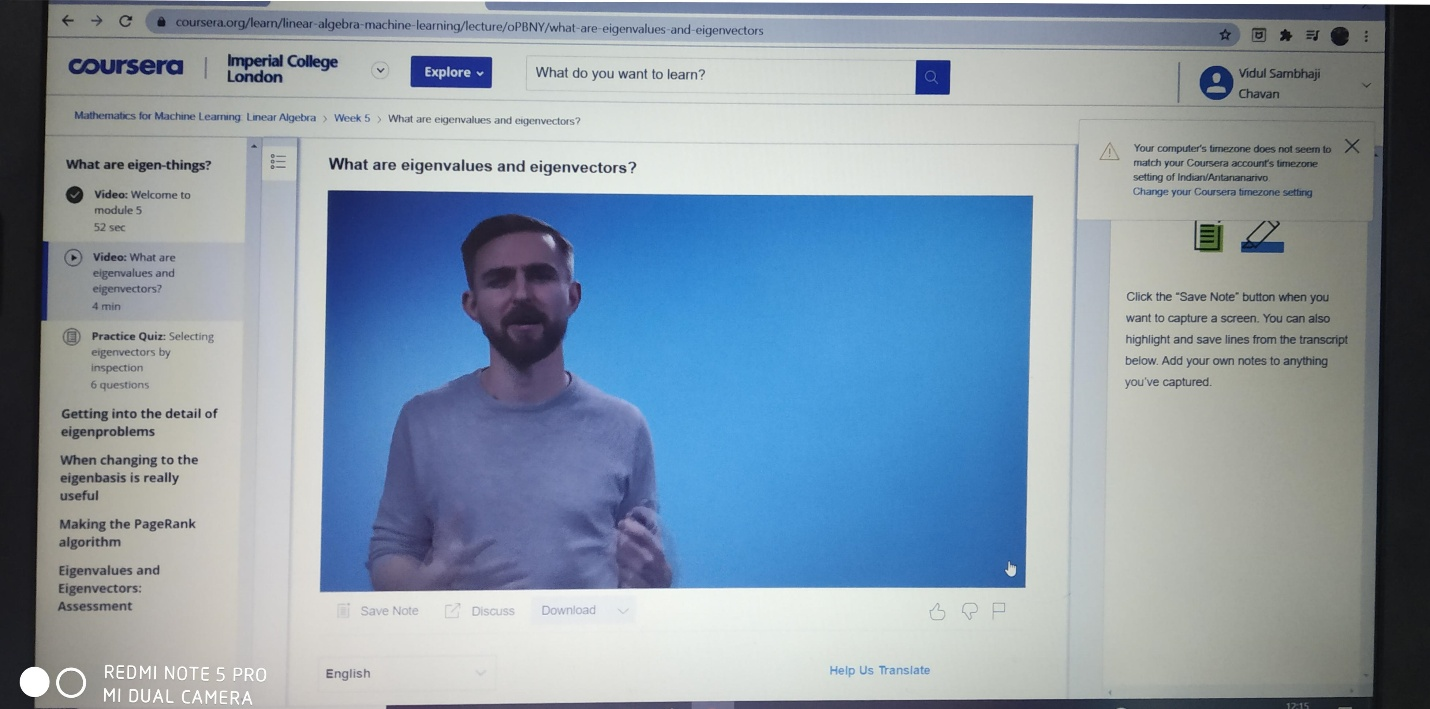 coursera.org/learn/linear-algebra-machine-learning/lecture/oPBNY/what-are-eigenvalues-and-eigenvectors
coursera
Imperial College
London
Explore
What do you want to learn?
Vidul Sambhaji
Chavan
Mathematics for Machine Learning: Linear Algebra > Week 5 > What are eigenvalues and eigenvectors?
Your computer's timezone does not seem to
match your Coursera account's timezone
setting of Indian/Antananarivo.
Change your Coursera timezone setting
What are eigen-things?
Video: Welcome to
module 5
52 sec
Video: What are
eigenvalues and
eigenvectors?
4 min
Practice Quiz: Selecting
eigenvectors by
inspection
6 questions
Getting into the detail of
eigenproblems
When changing to the
eigenbasis is really
useful
Making the PageRank
algorithm
Eigenvalues and
Eigenvectors:
Assessment
What are eigenvalues and eigenvectors?
Save Note
Discuss
Download
English
Help Us Translate
Click the “Save Note” button when you
want to capture a screen. You can also
highlight and save lines from the transcript
below. Add your own notes to anything
you've captured.
12:15
REDMI NOTE 5 PRO
MI DUAL CAMERA